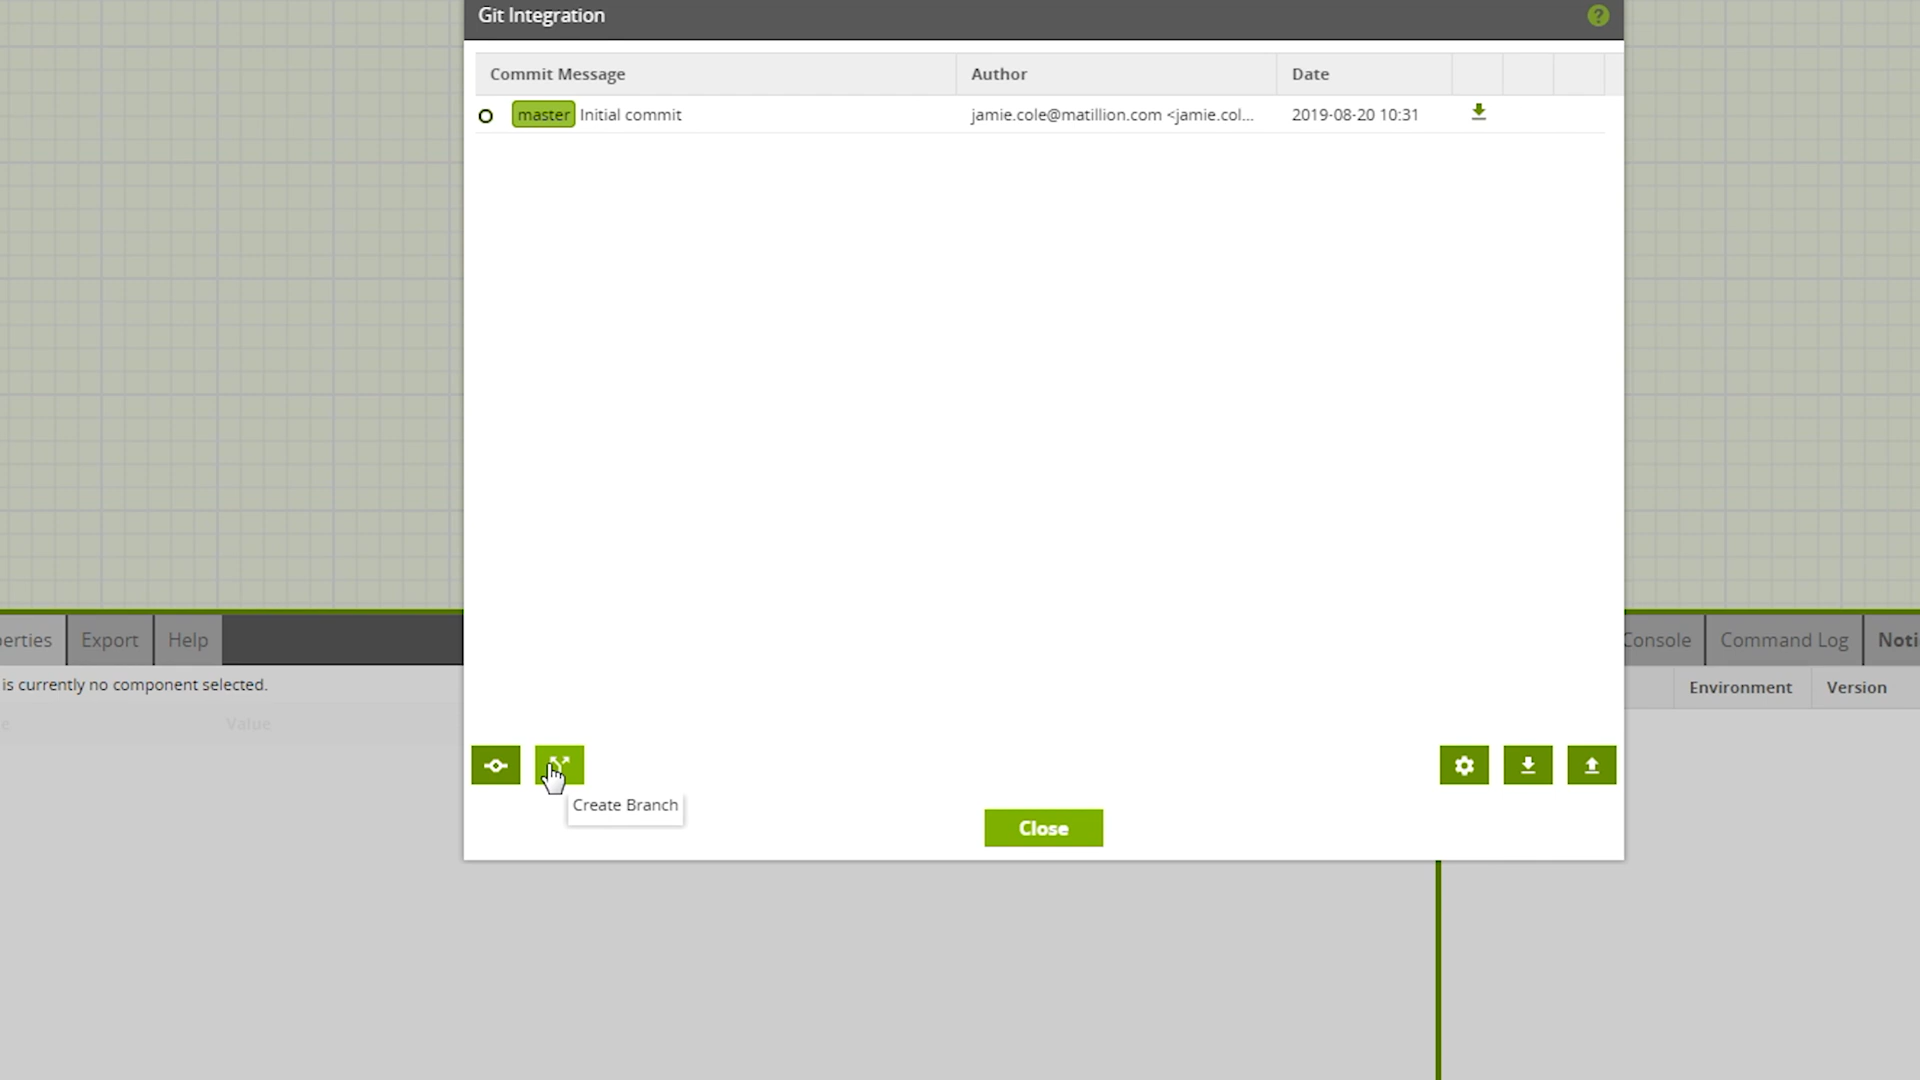 Git Integration
?
Commit Message Author Date
master Initial commit jamie.cole@matillion.com <jamie.col... 2019-08-20 10:31
erties Export Help
Console Command Log Noti
is currently no component selected.
Environment Version
e Value
Create Branch
Close